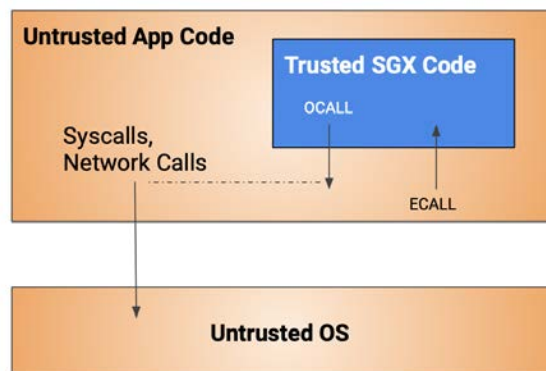 Untrusted App Code
Trusted SGX Code
OCALL
Syscalls,
Network Calls
ECALL
Untrusted OS